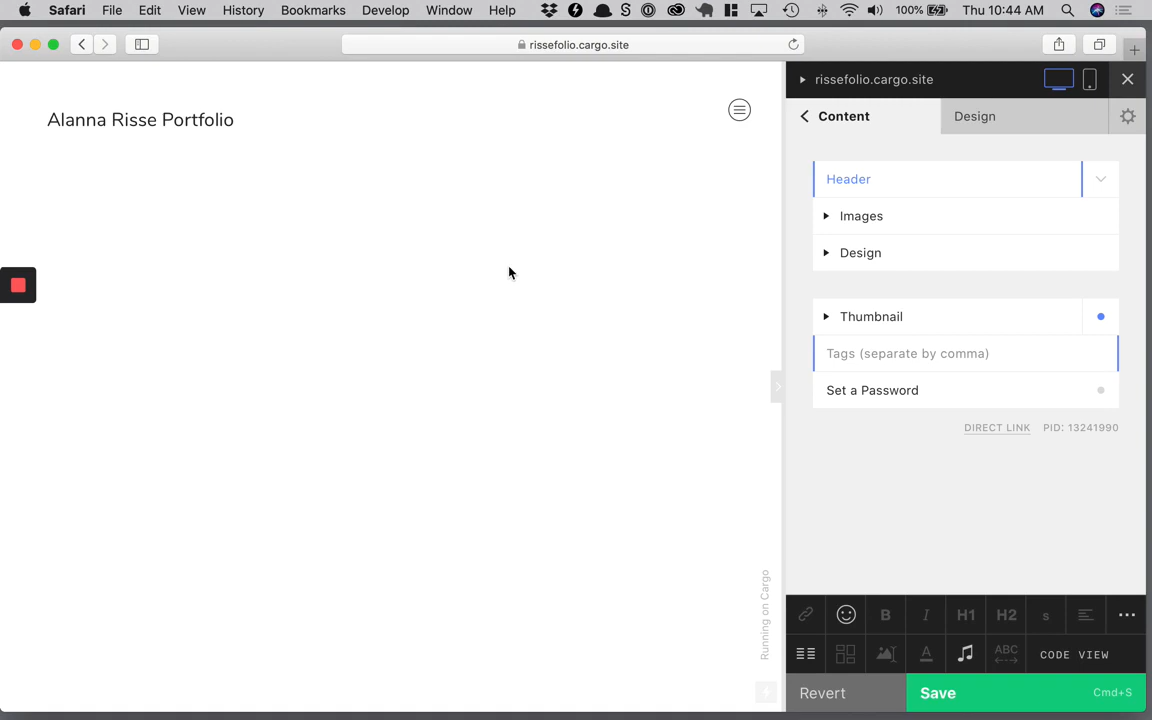 Safari File Edit View History Bookmarks Develop Window Help 100% Thu 10:44 AM
rissefolio.cargo.site
rissefolio.cargo.site
Alanna Risse Portfolio
Content Design
Header
Images
Design
Thumbnail
Tags (separate by comma)
Set a Password
DIRECT LINK PID: 13241990
Running on Cargo
B I H1 H2 s
A ABC CODE VIEW
Revert Save Cmd+S